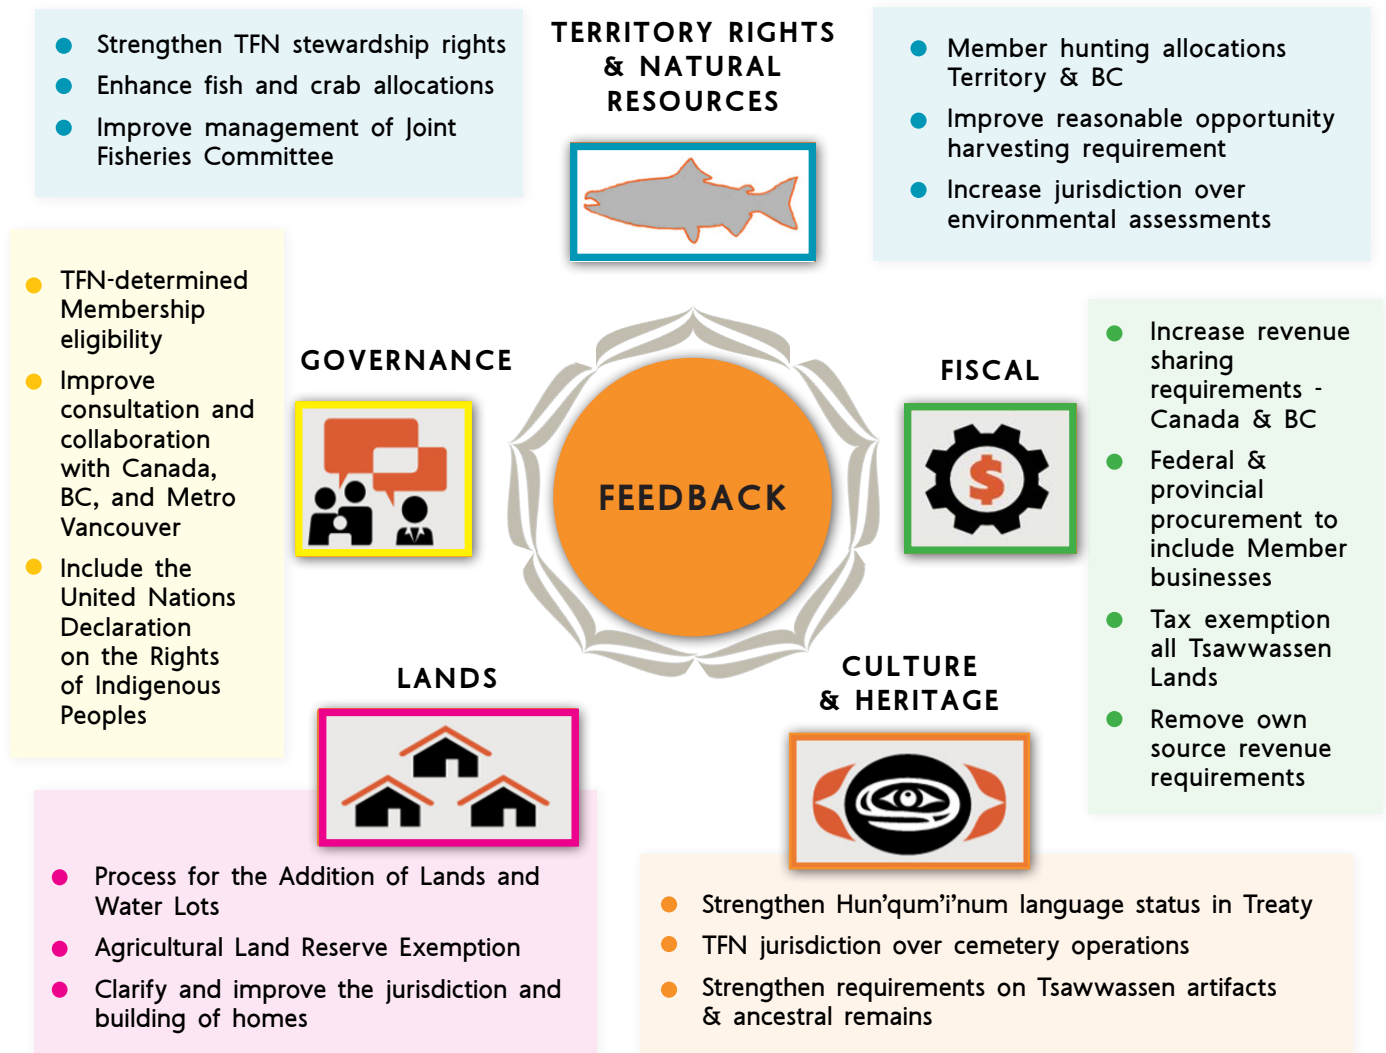 TERRITORY RIGHTS
& NATURAL
RESOURCES
Strengthen TFN stewardship rights
Enhance fish and crab allocations
Improve management of Joint
Fisheries Committee
Member hunting allocations
Territory & BC
Improve reasonable opportunity
harvesting requirement
Increase jurisdiction over
environmental assessments
GOVERNANCE
TFN-determined
Membership
eligibility
Improve
consultation and
collaboration
with Canada,
BC, and Metro
Vancouver
Include the
United Nations
Declaration
on the Rights
of Indigenous
Peoples
FEEDBACK
FISCAL
Increase revenue
sharing
requirements -
Canada & BC
Federal &
provincial
procurement to
include Member
businesses
Tax exemption
all Tsawwassen
Lands
Remove own
source revenue
requirements
LANDS
Process for the Addition of Lands and
Water Lots
Agricultural Land Reserve Exemption
Clarify and improve the jurisdiction and
building of homes
CULTURE
& HERITAGE
Strengthen Hun’qum’i’num language status in Treaty
TFN jurisdiction over cemetery operations
Strengthen requirements on Tsawwassen artifacts
& ancestral remains